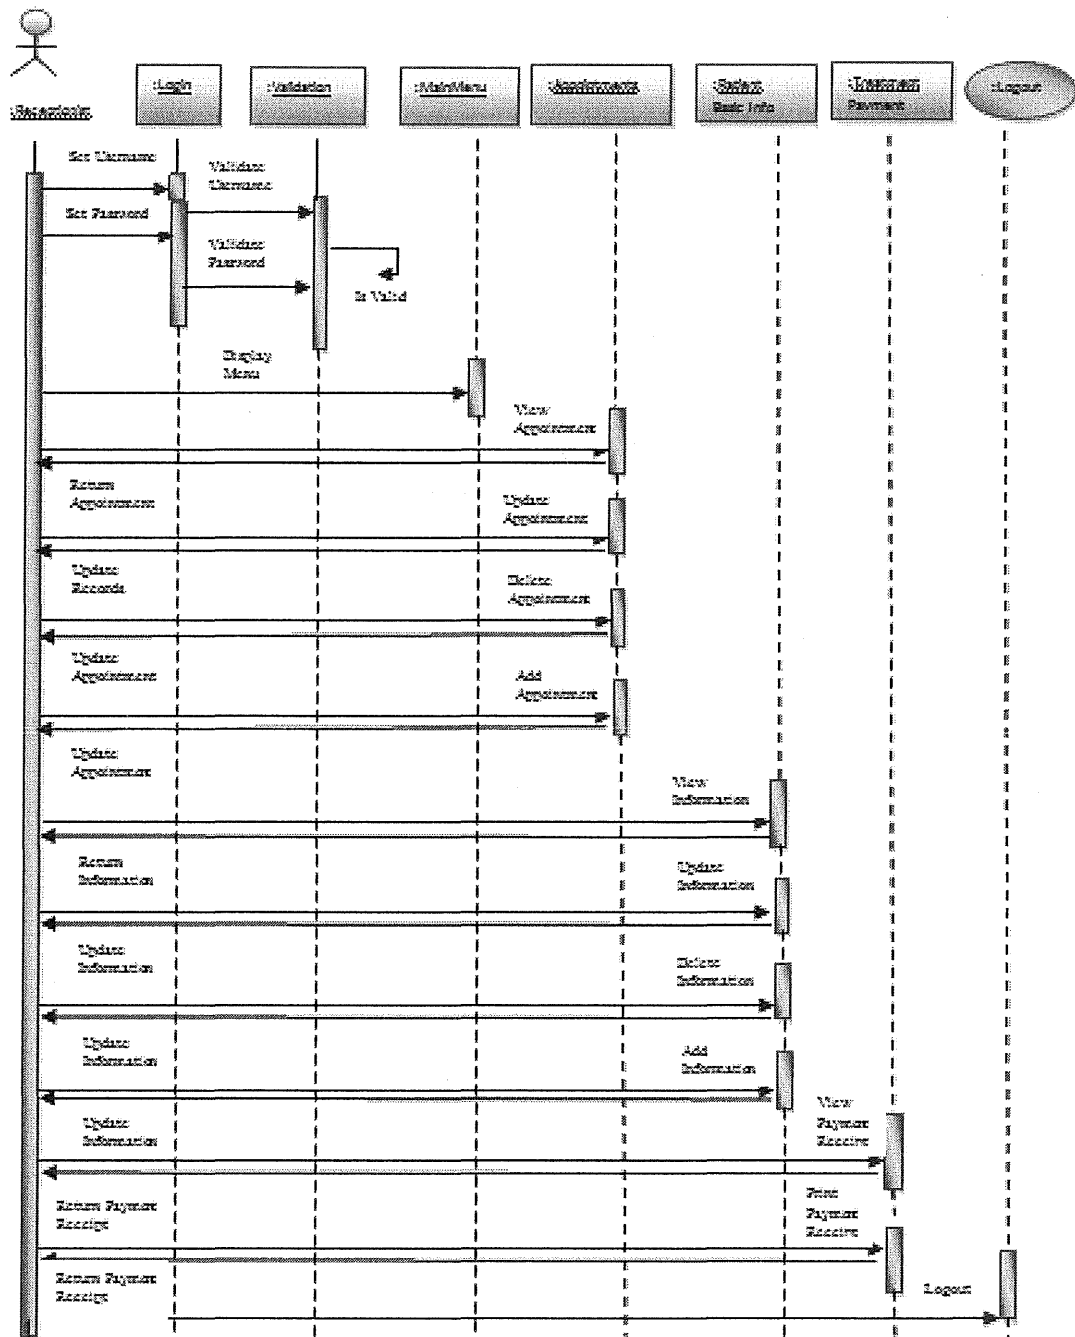 :Receptionist
:Login
:Validation
:MainMenu
:Appointments
:Patient
Basic Info
:Treatment
Payment
:Logout
Set Username
Validate
Username
Set Password
Validate
Password
Is Valid
Display
Menu
View
Appointment
Return
Appointment
Update
Appointment
Update
Records
Delete
Appointment
Update
Appointment
Add
Appointment
Update
Appointment
View
Information
Return
Information
Update
Information
Update
Information
Delete
Information
Update
Information
Add
Information
Update
Information
View
Payment
Receipt
Return Payment
Receipt
Print
Payment
Receipt
Return Payment
Receipt
Logout